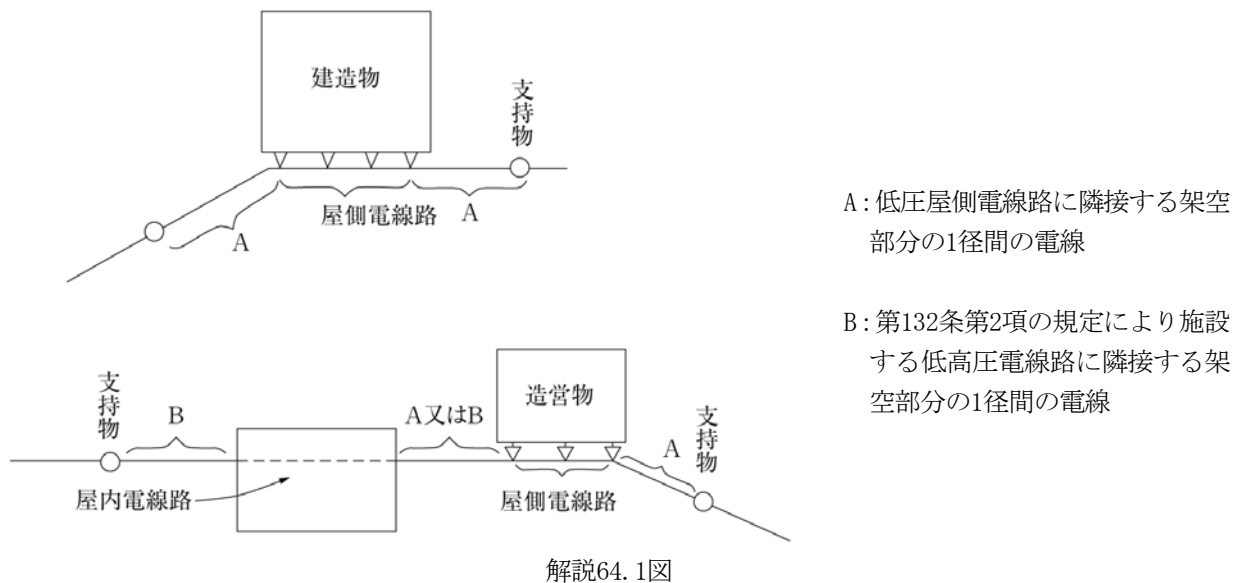 建造物
支持物
屋側電線路
A
A
A:低圧屋側電線路に隣接する架空
部分の1径間の電線
B:第132条第2項の規定により施設
する低高圧電線路に隣接する架
空部分の1径間の電線
支持物
B
A又はB
造営物
A
支持物
屋内電線路
屋側電線路
解説64.1図